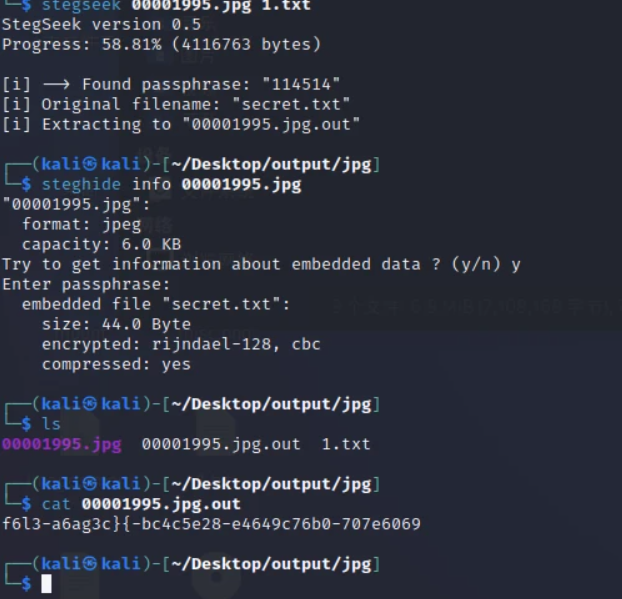 └─$ stegseek 00001995.jpg 1.txt
StegSeek version 0.5
Progress: 58.81% (4116763 bytes)
[i] —> Found passphrase: "114514"
[i] Original filename: "secret.txt"
[i] Extracting to "00001995.jpg.out"
┌──(kali㉿kali)-[~/Desktop/output/jpg]
└─$ steghide info 00001995.jpg
"00001995.jpg":
format: jpeg
capacity: 6.0 KB
Try to get information about embedded data ? (y/n) y
Enter passphrase:
embedded file "secret.txt":
size: 44.0 Byte
encrypted: rijndael-128, cbc
compressed: yes
┌──(kali㉿kali)-[~/Desktop/output/jpg]
└─$ ls
00001995.jpg 00001995.jpg.out 1.txt
┌──(kali㉿kali)-[~/Desktop/output/jpg]
└─$ cat 00001995.jpg.out
f6l3-a6ag3c}{-bc4c5e28-e4649c76b0-707e6069
┌──(kali㉿kali)-[~/Desktop/output/jpg]
└─$